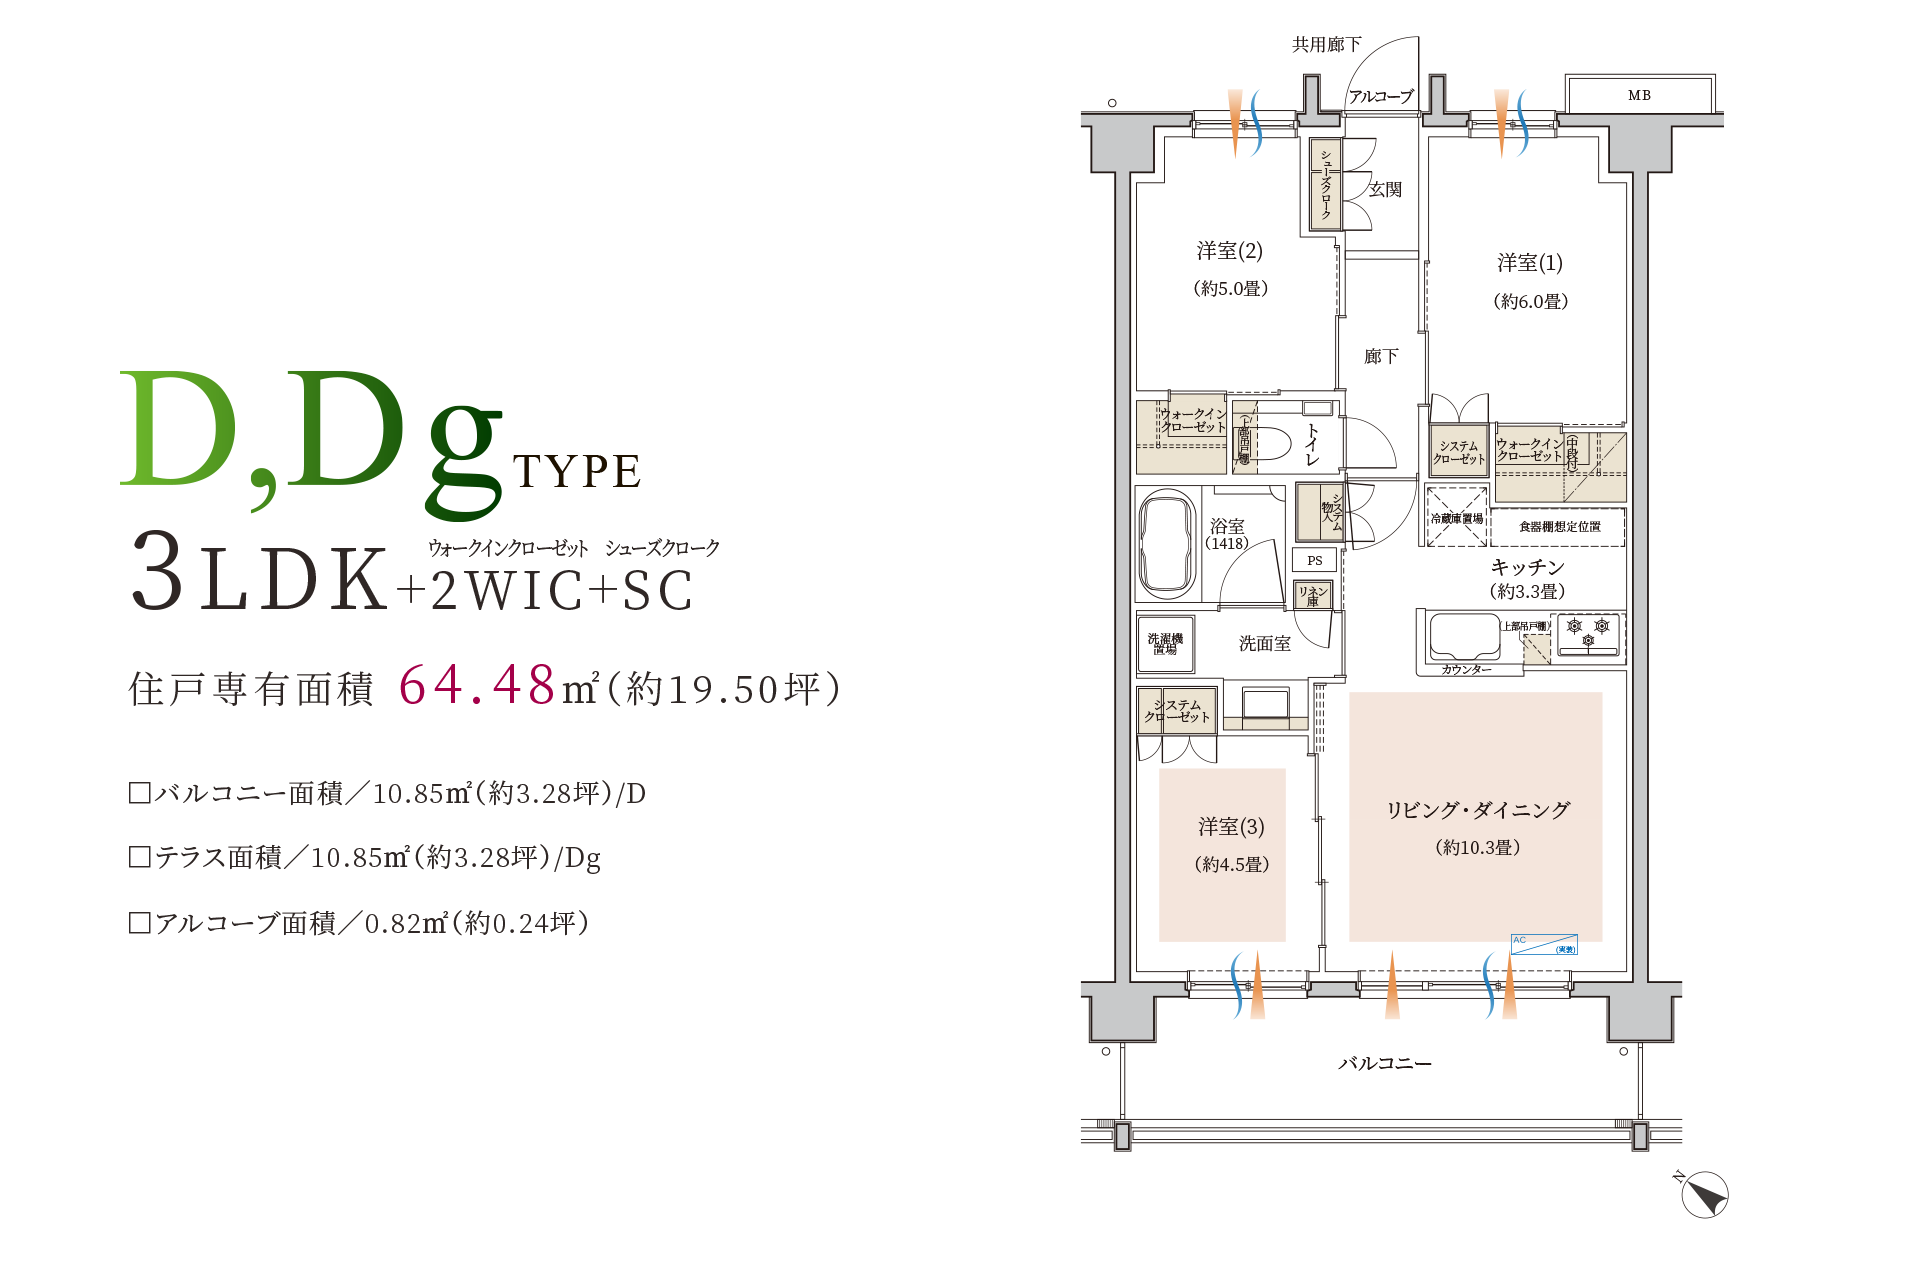 D,Dg TYPE
ウォークインクローゼット シューズクローク
3LDK+2WIC+SC
住戸専有面積 64.48㎡(約19.50坪)
□バルコニー面積／10.85㎡(約3.28坪)/D
□テラス面積／10.85㎡(約3.28坪)/Dg
□アルコーブ面積／0.82㎡(約0.24坪)
共用廊下
アルコーブ
MB
シューズクローク
玄関
洋室(2)
(約5.0畳)
洋室(1)
(約6.0畳)
廊下
ウォークイン
クローゼット
(上部吊戸棚)
トイレ
システム
クローゼット
ウォークイン
クローゼット
(中段付)
浴室
(1418)
システム
物入
冷蔵庫置場
食器棚想定位置
PS
キッチン
(約3.3畳)
リネン
庫
洗濯機
置場
洗面室
(上部吊戸棚)
カウンター
システム
クローゼット
リビング・ダイニング
(約10.3畳)
洋室(3)
(約4.5畳)
AC
(実装)
バルコニー
N